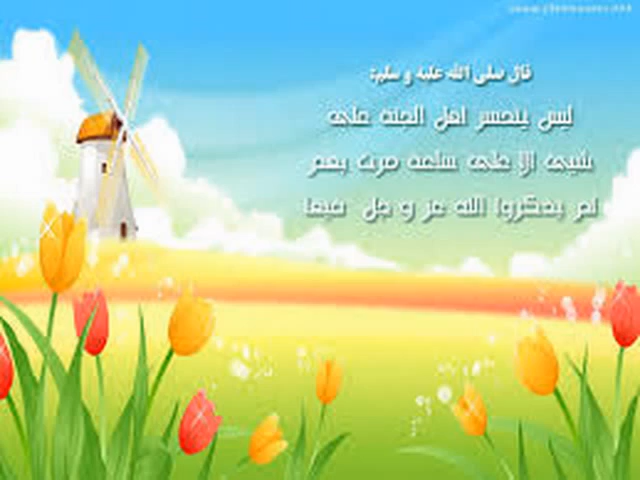 قال صلى الله عليه و سلم:
ليس يتحسر اهل الجنة على
شيئ الا على ساعة مرت بهم
لم يذكروا الله عز و جل فيها